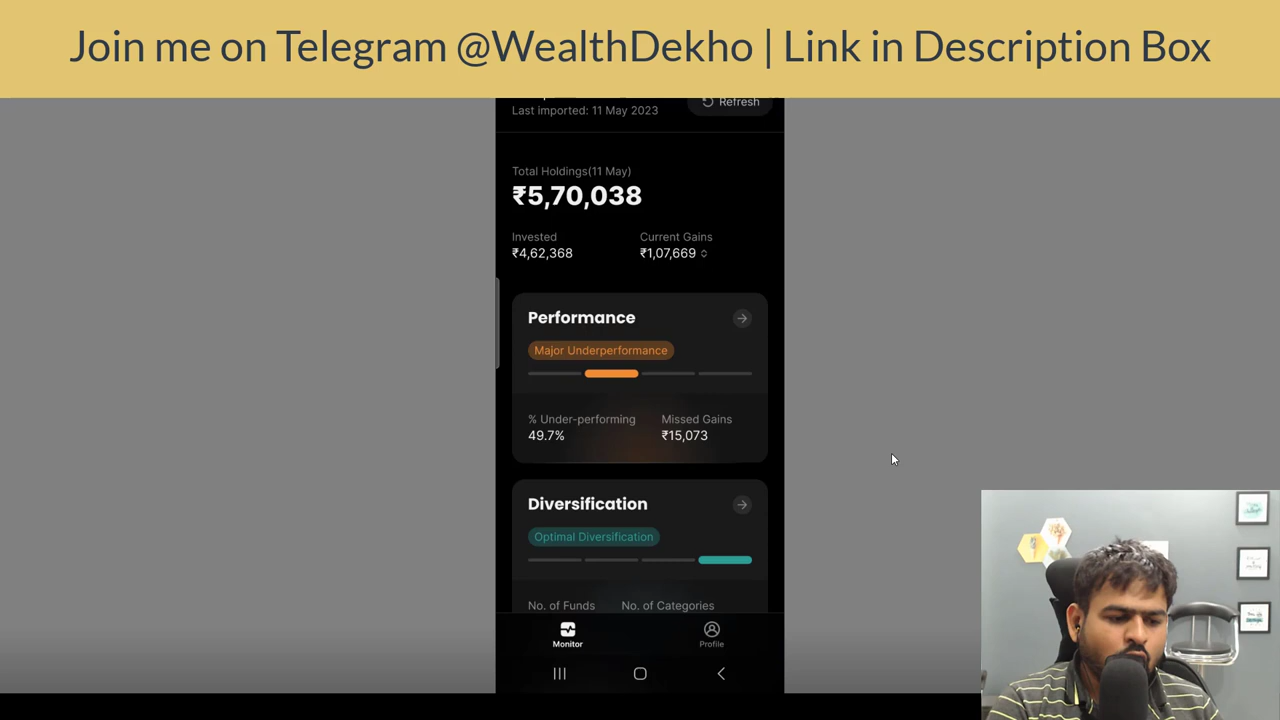 Join me on Telegram @WealthDekho | Link in Description Box
Last imported: 11 May 2023
Refresh
Total Holdings(11 May)
₹5,70,038
Invested
Current Gains
₹4,62,368
₹1,07,669
Performance
Major Underperformance
% Under-performing
Missed Gains
49.7%
₹15,073
Diversification
Optimal Diversification
No. of Funds
No. of Categories
Monitor
Profile